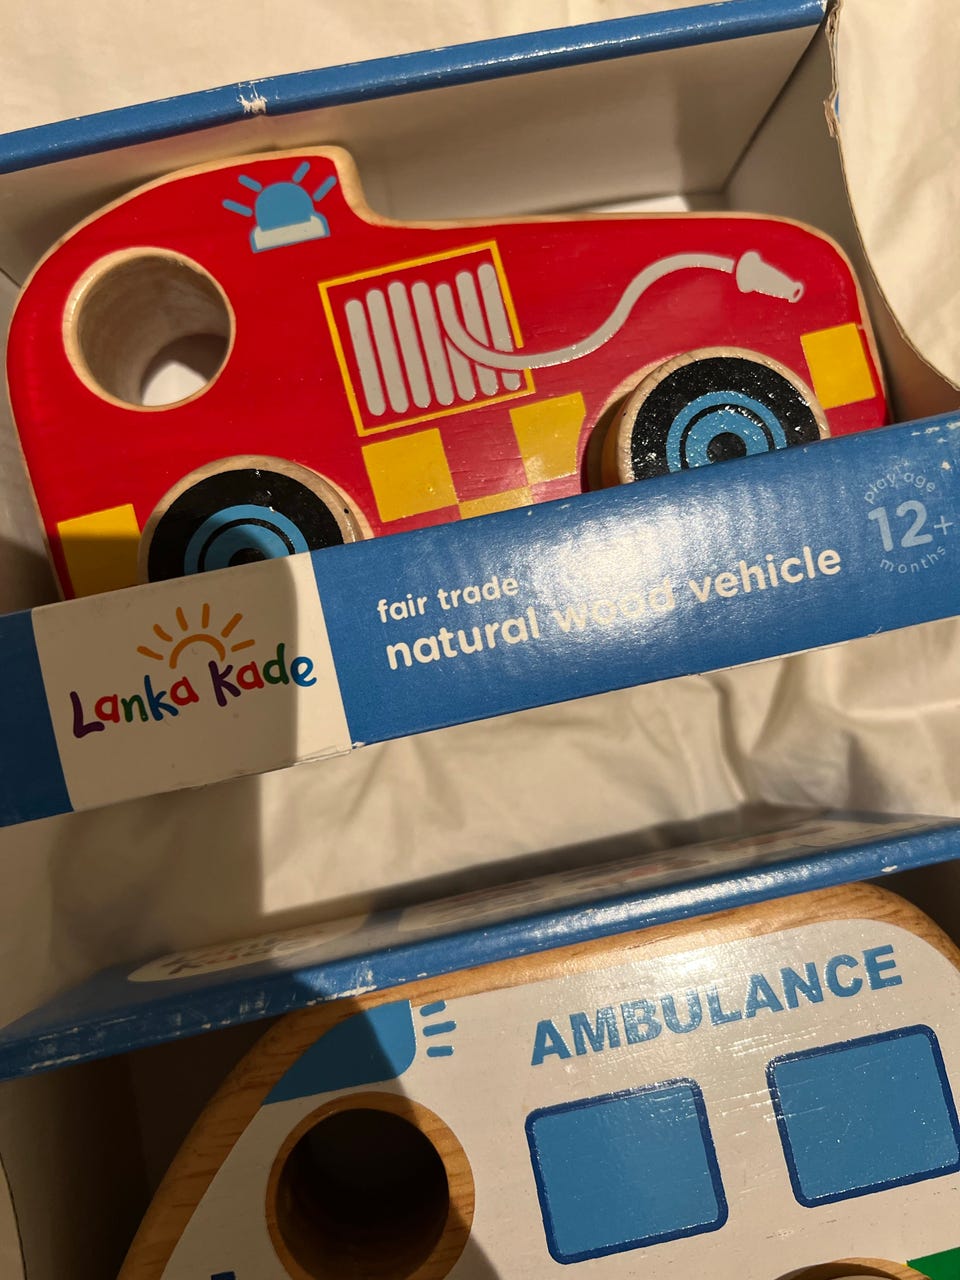 play age
12+
months
fair trade
natural wood vehicle
Lanka Kade
AMBULANCE